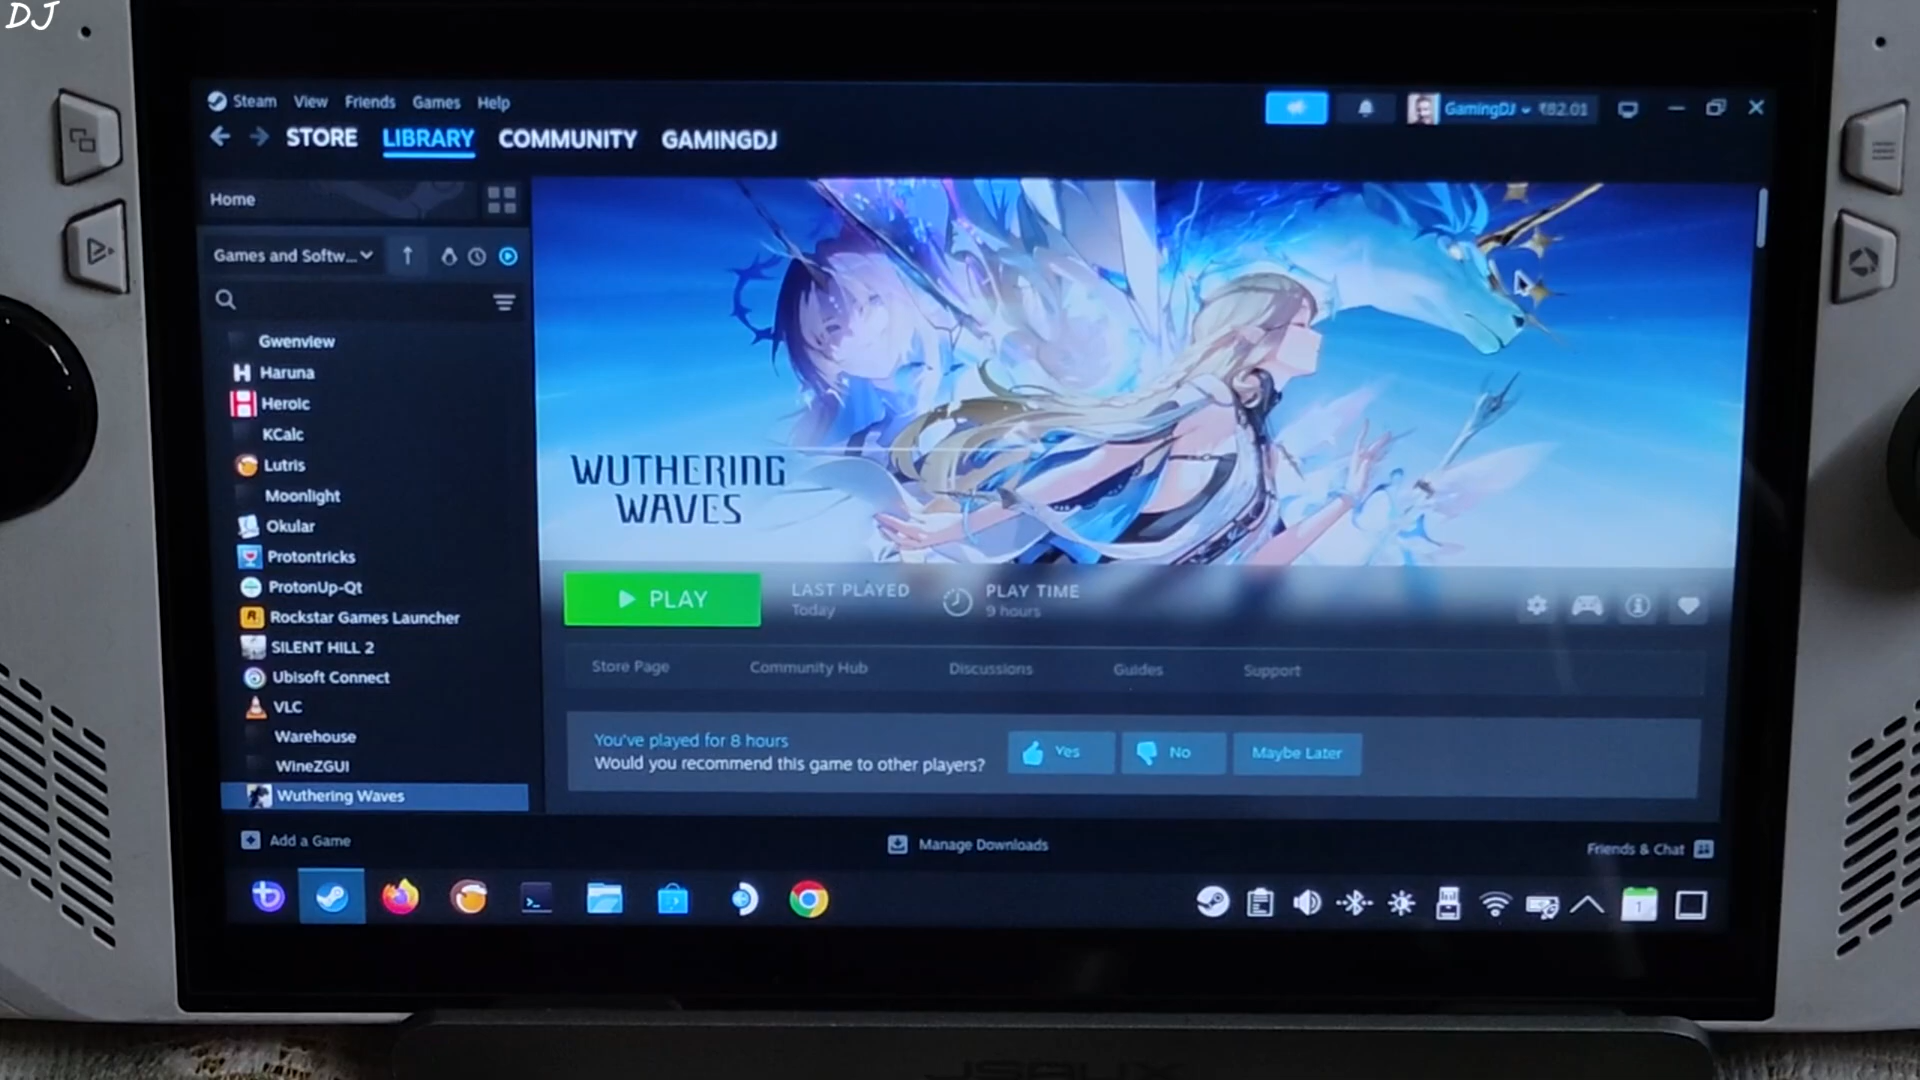 DJ
Steam View Friends Games Help
GamingDJ ₹82.01
STORE LIBRARY COMMUNITY GAMINGDJ
Home
Games and Softw...
Gwenview
Haruna
Heroic
KCalc
Lutris
Moonlight
Okular
Protontricks
ProtonUp-Qt
Rockstar Games Launcher
SILENT HILL 2
Ubisoft Connect
VLC
Warehouse
WineZGUI
Wuthering Waves
WUTHERING
WAVES
PLAY
LAST PLAYED
Today
PLAY TIME
9 hours
Store Page Community Hub Discussions Guides Support
You've played for 8 hours
Would you recommend this game to other players?
Yes No Maybe Later
Add a Game
Manage Downloads
Friends & Chat
1
JSAUX